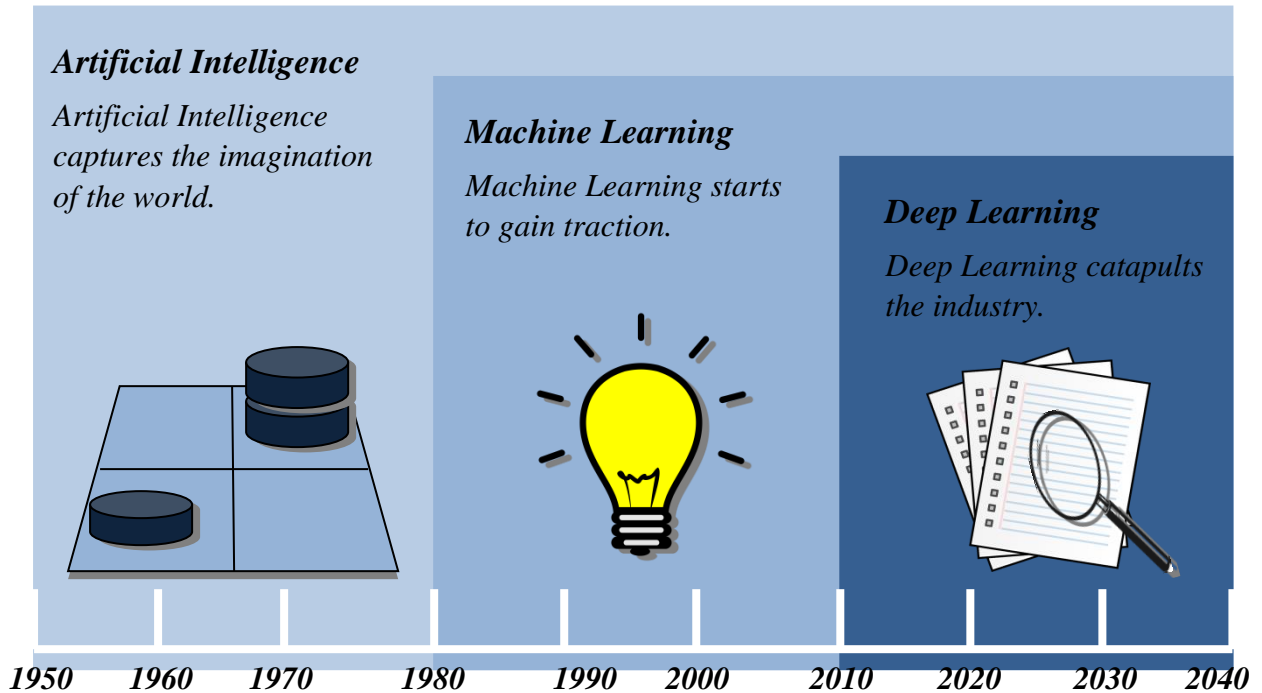 Artificial Intelligence
Artificial Intelligence
captures the imagination
of the world.
Machine Learning
Machine Learning starts
to gain traction.
Deep Learning
Deep Learning catapults
the industry.
1950 1960 1970 1980 1990 2000 2010 2020 2030 2040